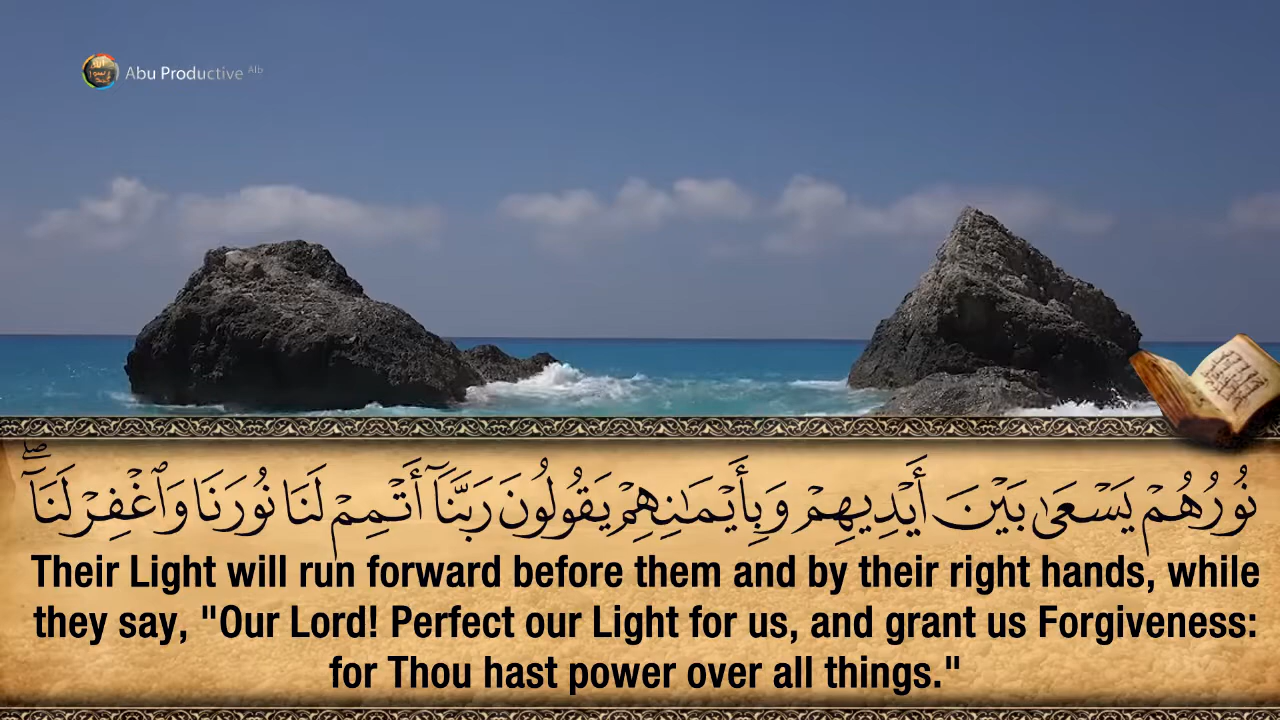 Abu Productive Alb
نُورُهُمْ يَسْعَىٰ بَيْنَ أَيْدِيهِمْ وَبِأَيْمَـٰنِهِمْ يَقُولُونَ رَبَّنَآ أَتْمِمْ لَنَا نُورَنَا وَٱغْفِرْ لَنَآ ۖ
Their Light will run forward before them and by their right hands, while
they say, "Our Lord! Perfect our Light for us, and grant us Forgiveness:
for Thou hast power over all things."